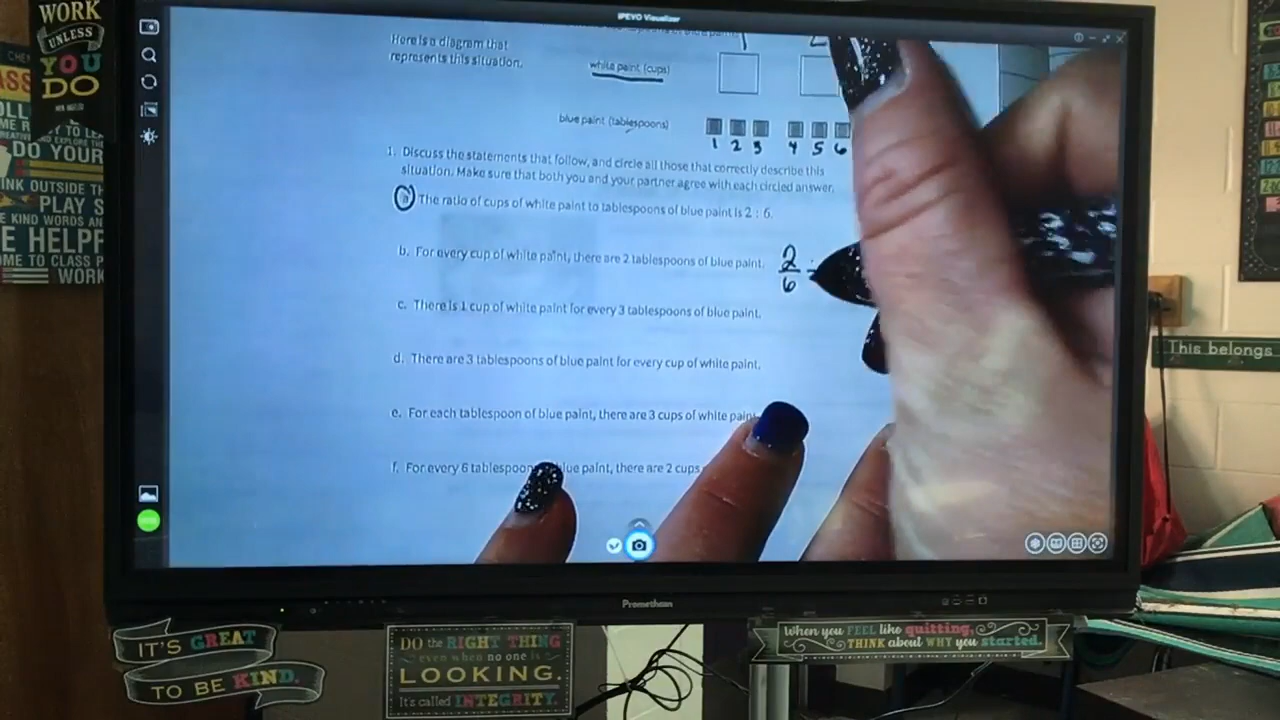 WORK
UNLESS
YOU
DO
DO YOUR
INK OUTSIDE TH
PLAY S
E KIND WORDS AN
E HELPF
OME TO CLASS P
WORK
IPEVO Visualizer
Here is a diagram that
represents this situation.
white paint (cups)
blue paint (tablespoons)
1 2 3 4 5 6
1. Discuss the statements that follow, and circle all those that correctly describe this
situation. Make sure that both you and your partner agree with each circled answer.
a. The ratio of cups of white paint to tablespoons of blue paint is 2 : 6.
b. For every cup of white paint, there are 2 tablespoons of blue paint.
2
6
c. There is 1 cup of white paint for every 3 tablespoons of blue paint.
d. There are 3 tablespoons of blue paint for every cup of white paint.
e. For each tablespoon of blue paint, there are 3 cups of white pain
f. For every 6 tablespoon lue paint, there are 2 cups
Promethean
This belongs
IT'S GREAT
TO BE KIND.
DO the RIGHT THING
even when no one is
LOOKING.
It's called INTEGRITY.
When you FEEL like quitting,
THINK about WHY you started.